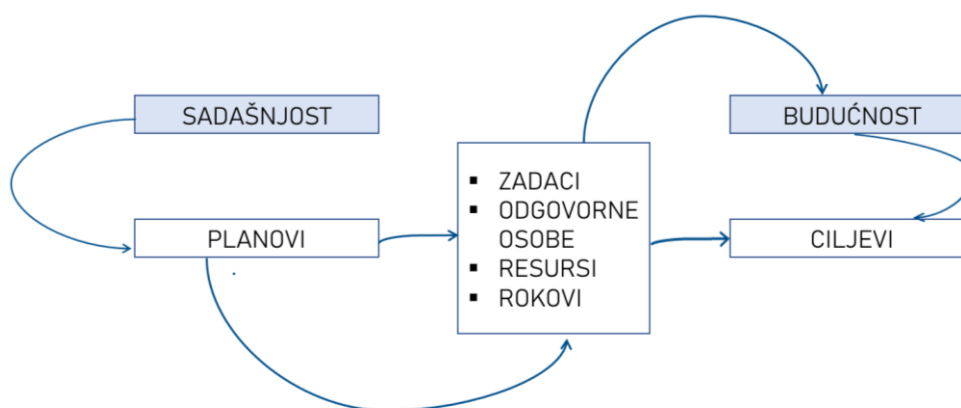 SADAŠNJOST
BUDUĆNOST
PLANOVI
▪ ZADACI
▪ ODGOVORNE
OSOBE
▪ RESURSI
▪ ROKOVI
CILJEVI